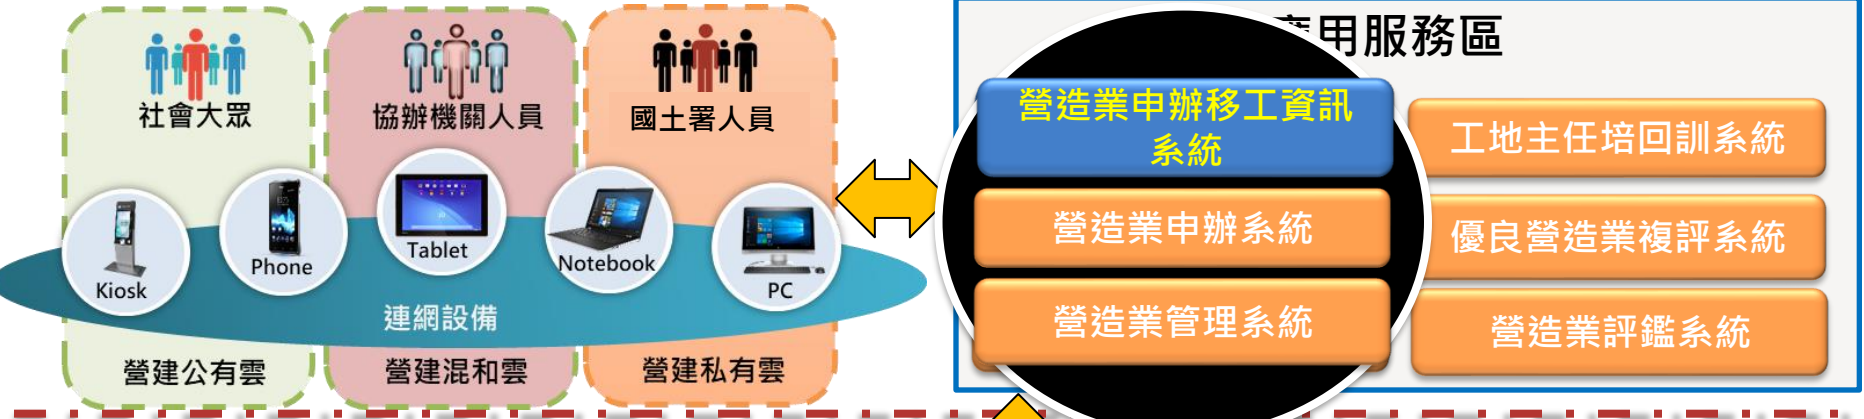 社會大眾
協辦機關人員
國土署人員
Kiosk
Phone
Tablet
Notebook
PC
連網設備
營建公有雲
營建混和雲
營建私有雲
用服務區
營造業申辦移工資訊
系統
營造業申辦系統
營造業管理系統
工地主任培回訓系統
優良營造業複評系統
營造業評鑑系統